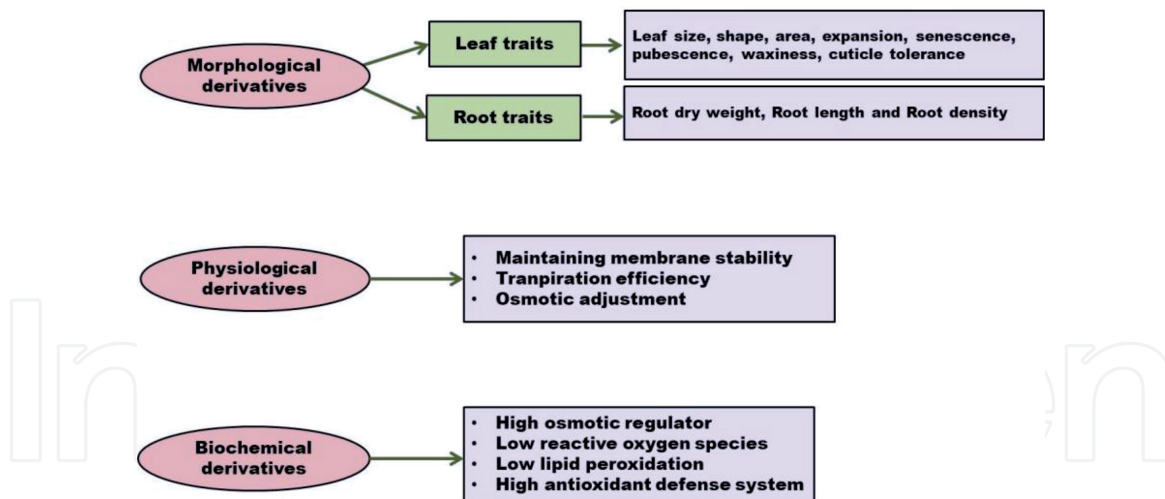 Morphological
derivatives
Leaf traits
Leaf size, shape, area, expansion, senescence,
pubescence, waxiness, cuticle tolerance
Root traits
Root dry weight, Root length and Root density
Physiological
derivatives
• Maintaining membrane stability
• Tranpiration efficiency
• Osmotic adjustment
Biochemical
derivatives
• High osmotic regulator
• Low reactive oxygen species
• Low lipid peroxidation
• High antioxidant defense system
In
en